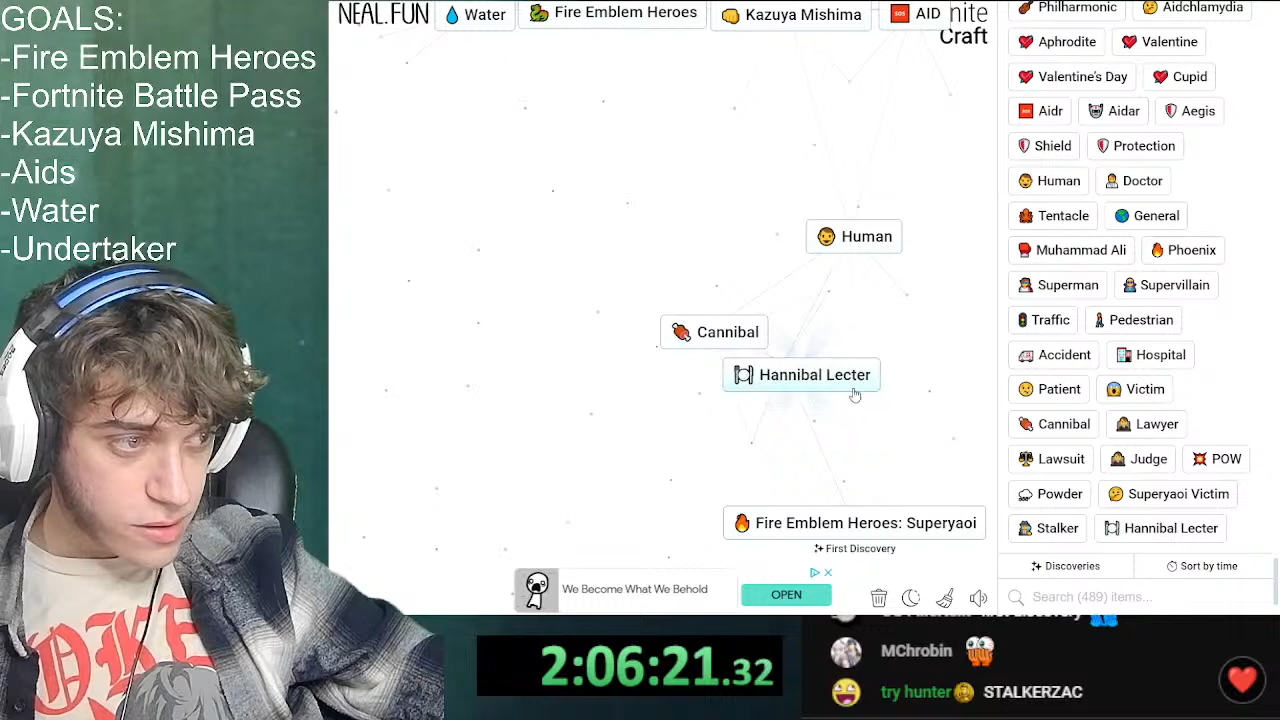 GOALS:
-Fire Emblem Heroes
-Fortnite Battle Pass
-Kazuya Mishima
-Aids
-Water
-Undertaker
NEAL.FUN
Water
Fire Emblem Heroes
Kazuya Mishima
SOS AID
nite
Craft
Human
Cannibal
Hannibal Lecter
Fire Emblem Heroes: Superyaoi
First Discovery
We Become What We Behold
OPEN
Philharmonic Aidchlamydia
Aphrodite Valentine
Valentine's Day Cupid
Aidr Aidar Aegis
Shield Protection
Human Doctor
Tentacle General
Muhammad Ali Phoenix
Superman Supervillain
Traffic Pedestrian
Accident Hospital
Patient Victim
Cannibal Lawyer
Lawsuit Judge POW
Powder Superyaoi Victim
Stalker Hannibal Lecter
Discoveries Sort by time
Search (489) items...
2:06:21.32
MChrobin
try hunter STALKERZAC